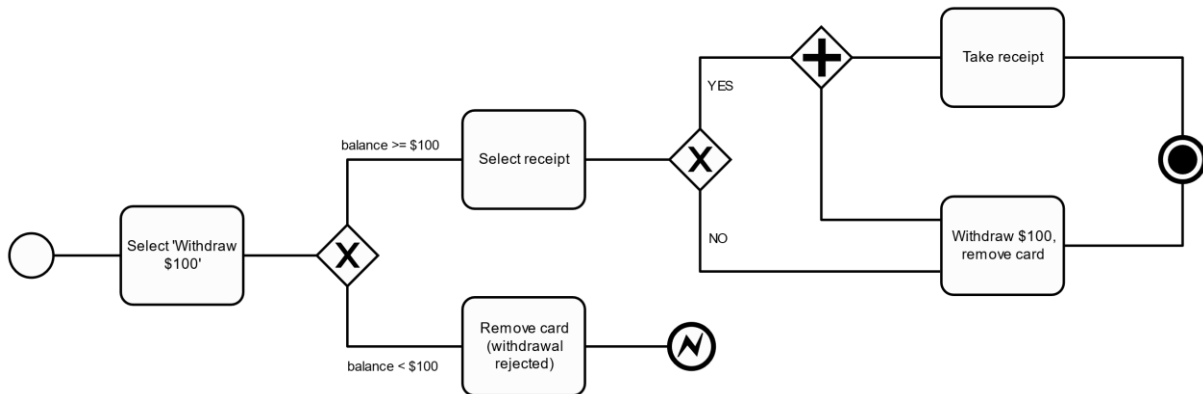 Take receipt
YES
balance >= $100
Select receipt
Select 'Withdraw
$100'
NO
Withdraw $100,
remove card
Remove card
(withdrawal
rejected)
balance < $100